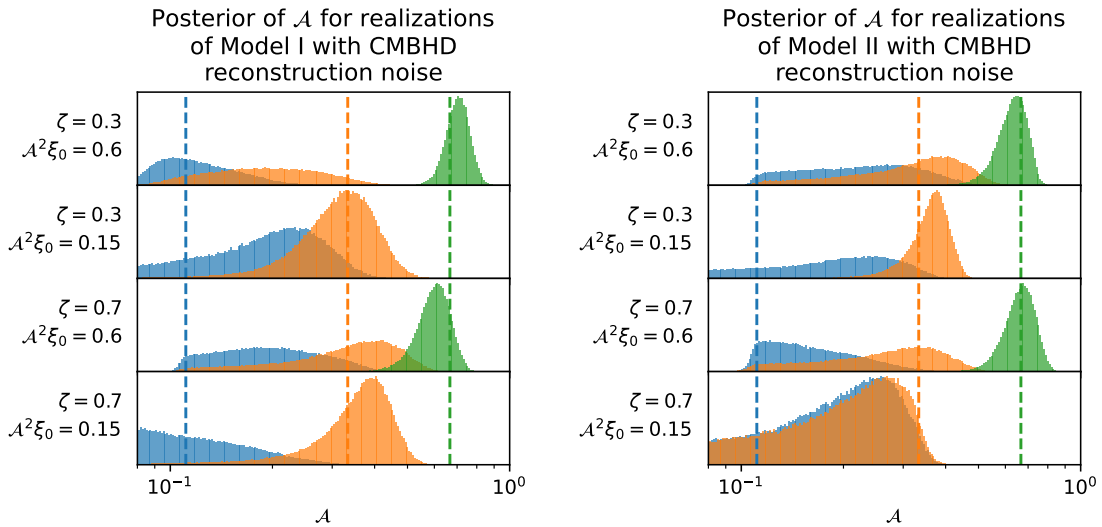 Posterior of 𝒜 for realizations
of Model I with CMBHD
reconstruction noise
ζ = 0.3
𝒜²ξ₀ = 0.6
ζ = 0.3
𝒜²ξ₀ = 0.15
ζ = 0.7
𝒜²ξ₀ = 0.6
ζ = 0.7
𝒜²ξ₀ = 0.15
10⁻¹ 10⁰
𝒜
Posterior of 𝒜 for realizations
of Model II with CMBHD
reconstruction noise
ζ = 0.3
𝒜²ξ₀ = 0.6
ζ = 0.3
𝒜²ξ₀ = 0.15
ζ = 0.7
𝒜²ξ₀ = 0.6
ζ = 0.7
𝒜²ξ₀ = 0.15
10⁻¹ 10⁰
𝒜